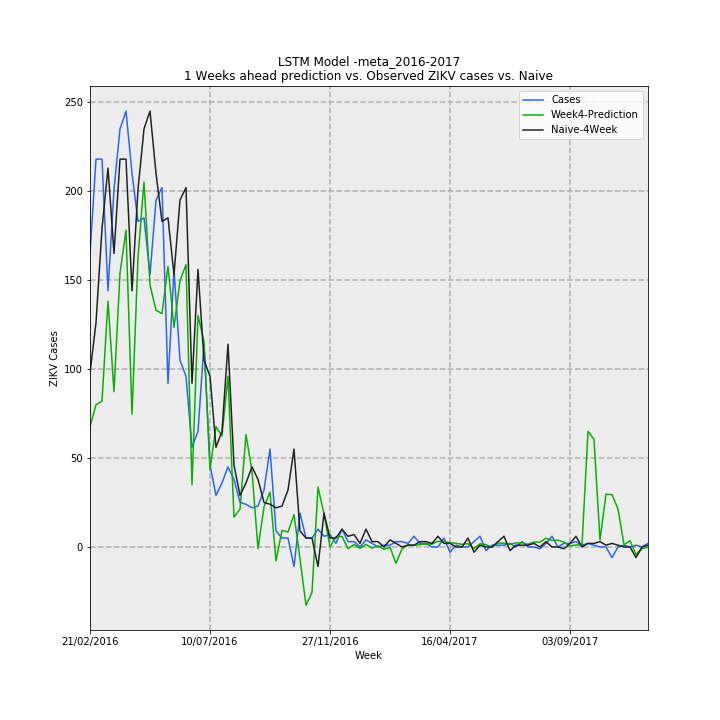 LSTM Model -meta_2016-2017
1 Weeks ahead prediction vs. Observed ZIKV cases vs. Naive
Cases
Week4-Prediction
Naive-4Week
ZIKV Cases
250
200
150
100
50
0
21/02/2016
10/07/2016
27/11/2016
16/04/2017
03/09/2017
Week